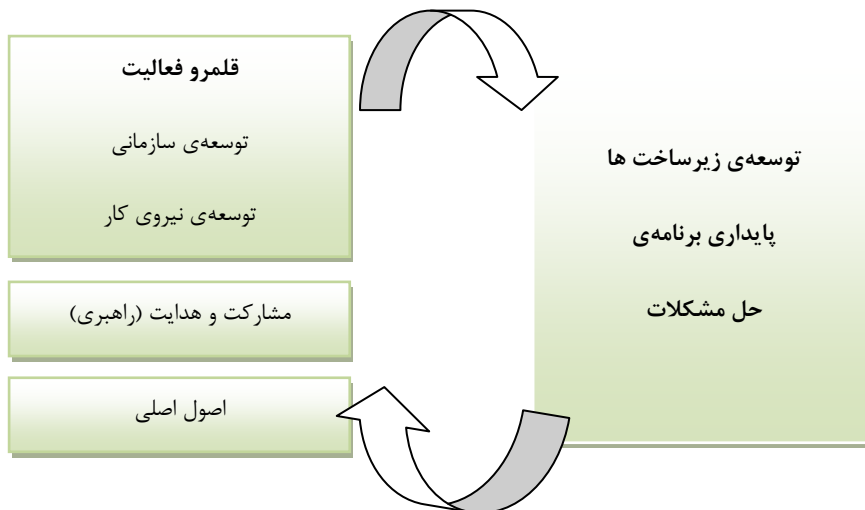 قلمرو فعالیت
توسعه‌ی سازمانی
توسعه‌ی نیروی کار
مشارکت و هدایت (راهبری)
اصول اصلی
توسعه‌ی زیرساخت ها
پایداری برنامه‌ی
حل مشکلات